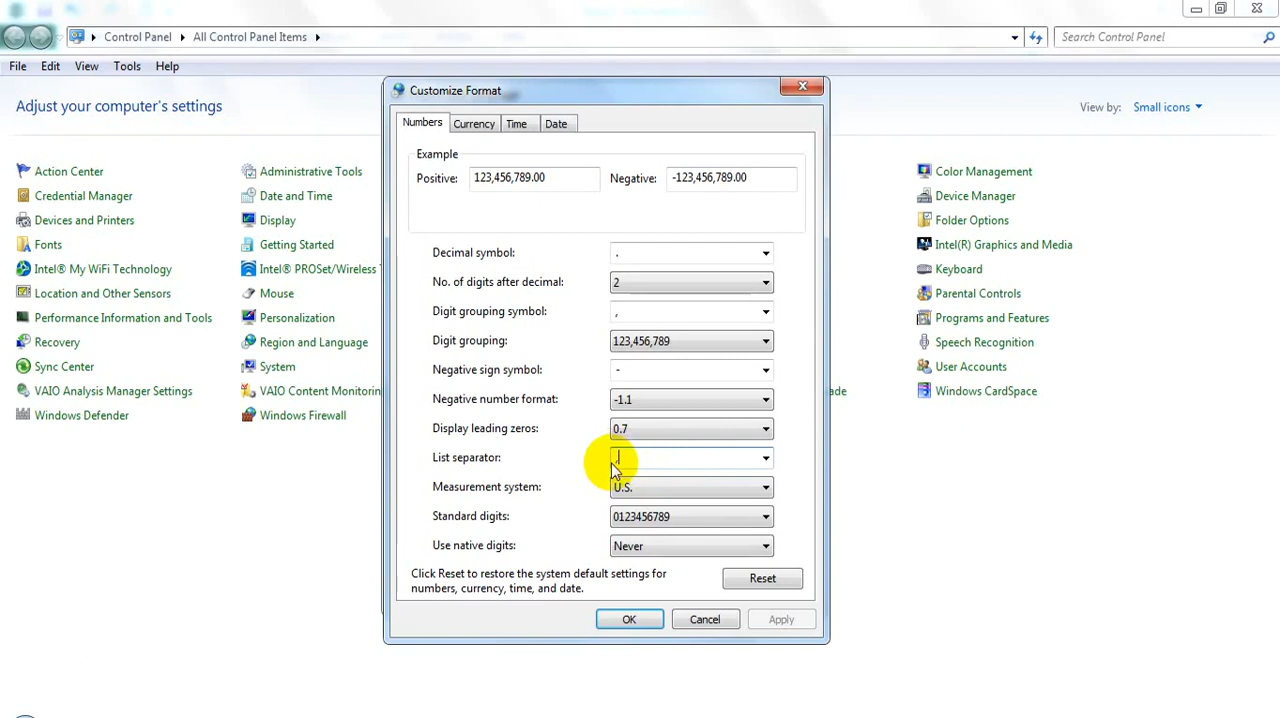 Control Panel
All Control Panel Items
Search Control Panel
File Edit View Tools Help
Adjust your computer's settings
View by: Small icons
Action Center
Credential Manager
Devices and Printers
Fonts
Intel® My WiFi Technology
Location and Other Sensors
Performance Information and Tools
Recovery
Sync Center
VAIO Analysis Manager Settings
Windows Defender
Administrative Tools
Date and Time
Display
Getting Started
Intel® PROSet/Wireless
Mouse
Personalization
Region and Language
System
VAIO Content Monitorin
Windows Firewall
Customize Format
Numbers Currency Time Date
Example
Positive: 123,456,789.00 Negative: -123,456,789.00
Decimal symbol: .
No. of digits after decimal: 2
Digit grouping symbol: ,
Digit grouping: 123,456,789
Negative sign symbol: -
Negative number format: -1.1
Display leading zeros: 0.7
List separator: ,
Measurement system: U.S.
Standard digits: 0123456789
Use native digits: Never
Click Reset to restore the system default settings for
numbers, currency, time, and date.
Reset
OK Cancel Apply
Color Management
Device Manager
Folder Options
Intel(R) Graphics and Media
Keyboard
Parental Controls
Programs and Features
Speech Recognition
User Accounts
Windows CardSpace